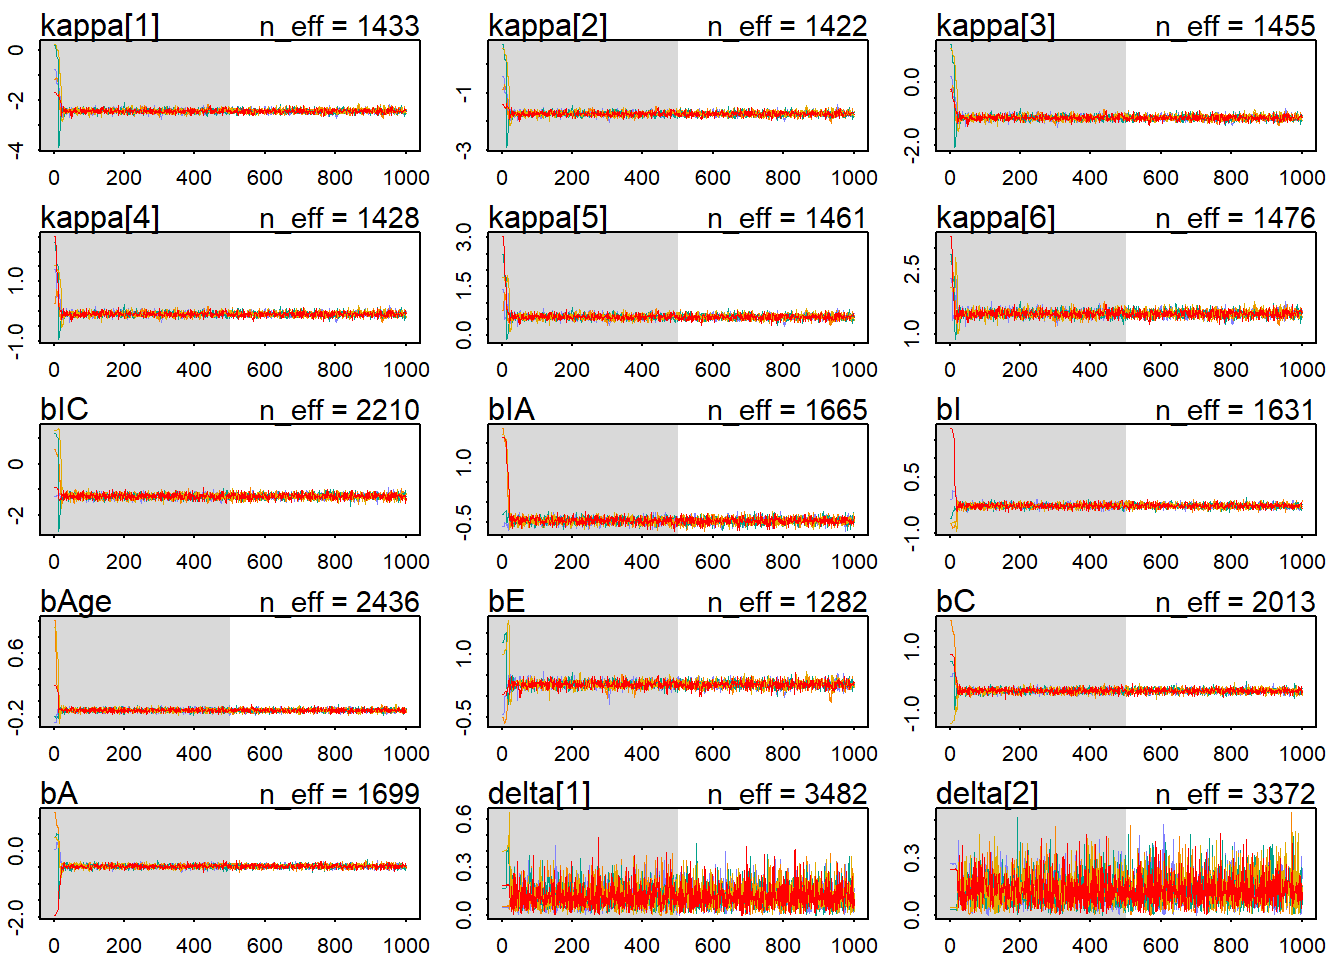 kappa[1] n_eff = 1433 kappa[2] n_eff = 1422 kappa[3] n_eff = 1455
0 -2 -4
-1 -3
0.0 -2.0
0 200 400 600 800 1000 0 200 400 600 800 1000 0 200 400 600 800 1000
kappa[4] n_eff = 1428 kappa[5] n_eff = 1461 kappa[6] n_eff = 1476
1.0 -1.0
3.0 1.5 0.0
2.5 1.0
0 200 400 600 800 1000 0 200 400 600 800 1000 0 200 400 600 800 1000
bIC n_eff = 2210 bIA n_eff = 1665 bI n_eff = 1631
0 -2
1.0 -0.5
0.5 -1.0
0 200 400 600 800 1000 0 200 400 600 800 1000 0 200 400 600 800 1000
bAge n_eff = 2436 bE n_eff = 1282 bC n_eff = 2013
0.6 -0.2
1.0 -0.5
1.0 -1.0
0 200 400 600 800 1000 0 200 400 600 800 1000 0 200 400 600 800 1000
bA n_eff = 1699 delta[1] n_eff = 3482 delta[2] n_eff = 3372
0.0 -2.0
0.6 0.3 0.0
0.3 0.0
0 200 400 600 800 1000 0 200 400 600 800 1000 0 200 400 600 800 1000